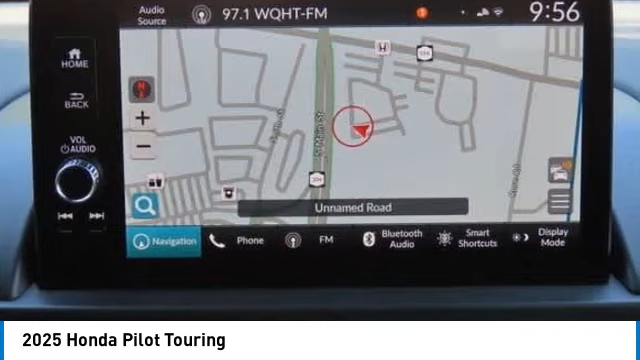 Audio
Source
97.1 WQHT-FM
9:56
HOME
BACK
VOL
AUDIO
S Main St
Unnamed Road
Navigation
Phone
FM
Bluetooth
Audio
Smart
Shortcuts
Display
Mode
2025 Honda Pilot Touring